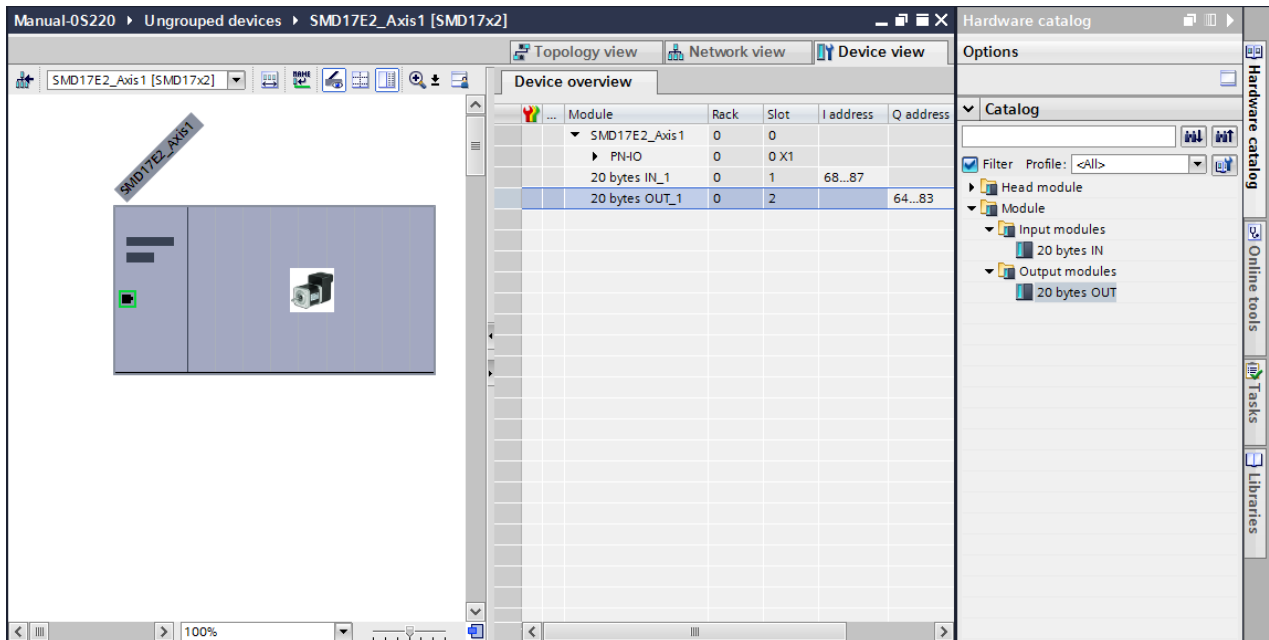 Manual-0S220 ▸ Ungrouped devices ▸ SMD17E2_Axis1 [SMD17x2]
Hardware catalog
Topology view
Network view
Device view
Options
SMD17E2_Axis1 [SMD17x2]
Device overview
... Module Rack Slot I address Q address
SMD17E2_Axis1 0 0
PN-IO 0 0 X1
20 bytes IN_1 0 1 68...87
20 bytes OUT_1 0 2 64...83
SMD17E2_Axis1
NAME
Catalog
Filter Profile: <All>
Head module
Module
Input modules
20 bytes IN
Output modules
20 bytes OUT
Hardware catalog
Online tools
Tasks
Libraries
100%